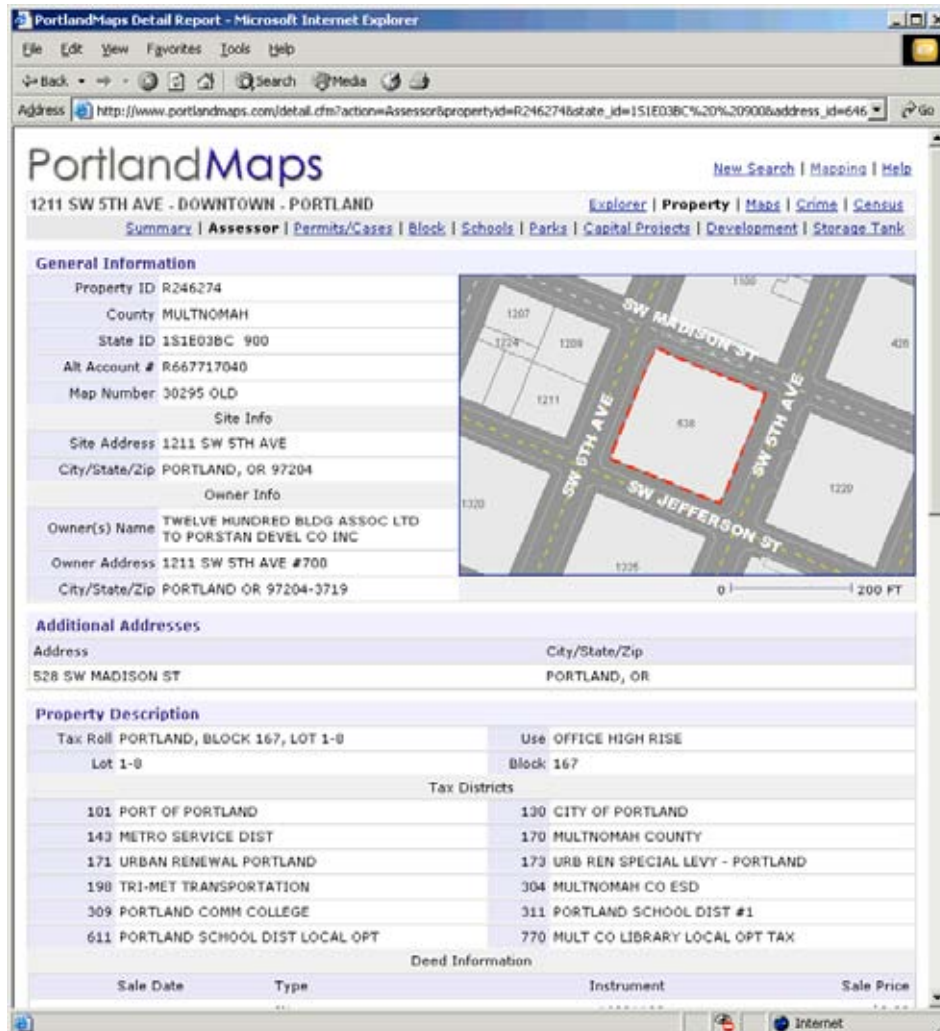 PortlandMaps Detail Report - Microsoft Internet Explorer
File Edit View Favorites Tools Help
Back Search Media
Address http://www.portlandmaps.com/detail.cfm?action=Assessor&propertyid=R246274&state_id=1S1E03BC%20%20900&address_id=646 Go
PortlandMaps
New Search | Mapping | Help
1211 SW 5TH AVE - DOWNTOWN - PORTLAND
Explorer | Property | Maps | Crime | Census
Summary | Assessor | Permits/Cases | Block | Schools | Parks | Capital Projects | Development | Storage Tank
General Information
Property ID R246274
County MULTNOMAH
State ID 1S1E03BC 900
Alt Account # R667717040
Map Number 30295 OLD
Site Info
Site Address 1211 SW 5TH AVE
City/State/Zip PORTLAND, OR 97204
Owner Info
Owner(s) Name TWELVE HUNDRED BLDG ASSOC LTD
TO PORSTAN DEVEL CO INC
Owner Address 1211 SW 5TH AVE #700
City/State/Zip PORTLAND OR 97204-3719
1100
SW MADISON ST
1207
1224
1209
426
1211
638
SW 6TH AVE
SW 5TH AVE
1220
1320
SW JEFFERSON ST
0 200 FT
Additional Addresses
Address City/State/Zip
528 SW MADISON ST PORTLAND, OR
Property Description
Tax Roll PORTLAND, BLOCK 167, LOT 1-8 Use OFFICE HIGH RISE
Lot 1-8 Block 167
Tax Districts
101 PORT OF PORTLAND 130 CITY OF PORTLAND
143 METRO SERVICE DIST 170 MULTNOMAH COUNTY
171 URBAN RENEWAL PORTLAND 173 URB REN SPECIAL LEVY - PORTLAND
198 TRI-MET TRANSPORTATION 304 MULTNOMAH CO ESD
309 PORTLAND COMM COLLEGE 311 PORTLAND SCHOOL DIST #1
611 PORTLAND SCHOOL DIST LOCAL OPT 770 MULT CO LIBRARY LOCAL OPT TAX
Deed Information
Sale Date Type Instrument Sale Price
Internet